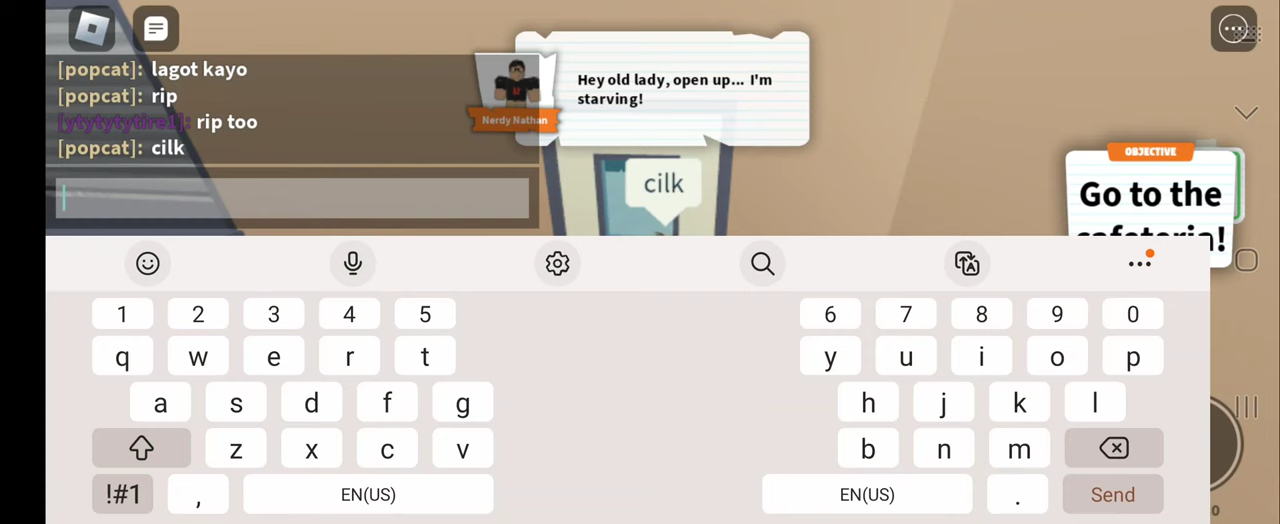 [popcat]: lagot kayo
[popcat]: rip
[ytytytytire1]: rip too
[popcat]: cilk
Hey old lady, open up... I'm
starving!
Nerdy Nathan
cilk
OBJECTIVE
Go to the
cafeteria!
1 2 3 4 5 6 7 8 9 0
q w e r t y u i o p
a s d f g h j k l
z x c v b n m
!#1 , EN(US) EN(US) . Send